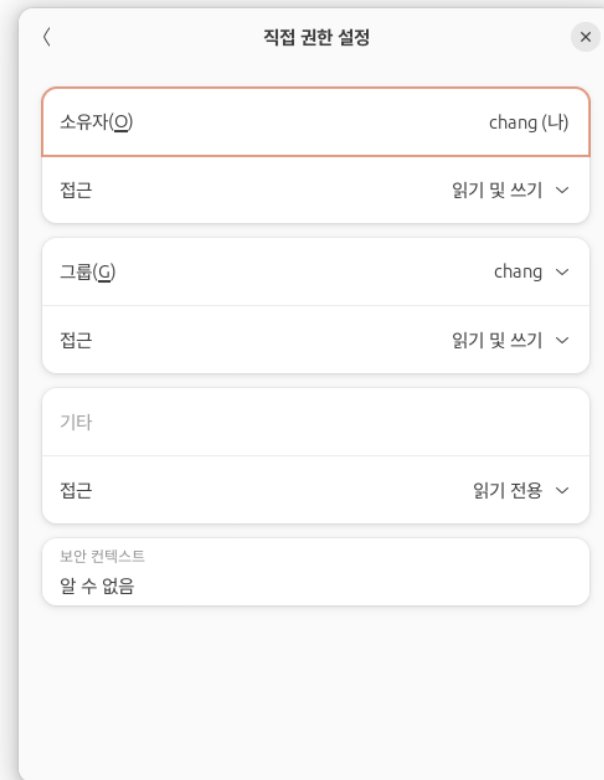 직접 권한 설정
소유자(O) chang (나)
접근 읽기 및 쓰기
그룹(G) chang
접근 읽기 및 쓰기
기타
접근 읽기 전용
보안 컨텍스트
알 수 없음